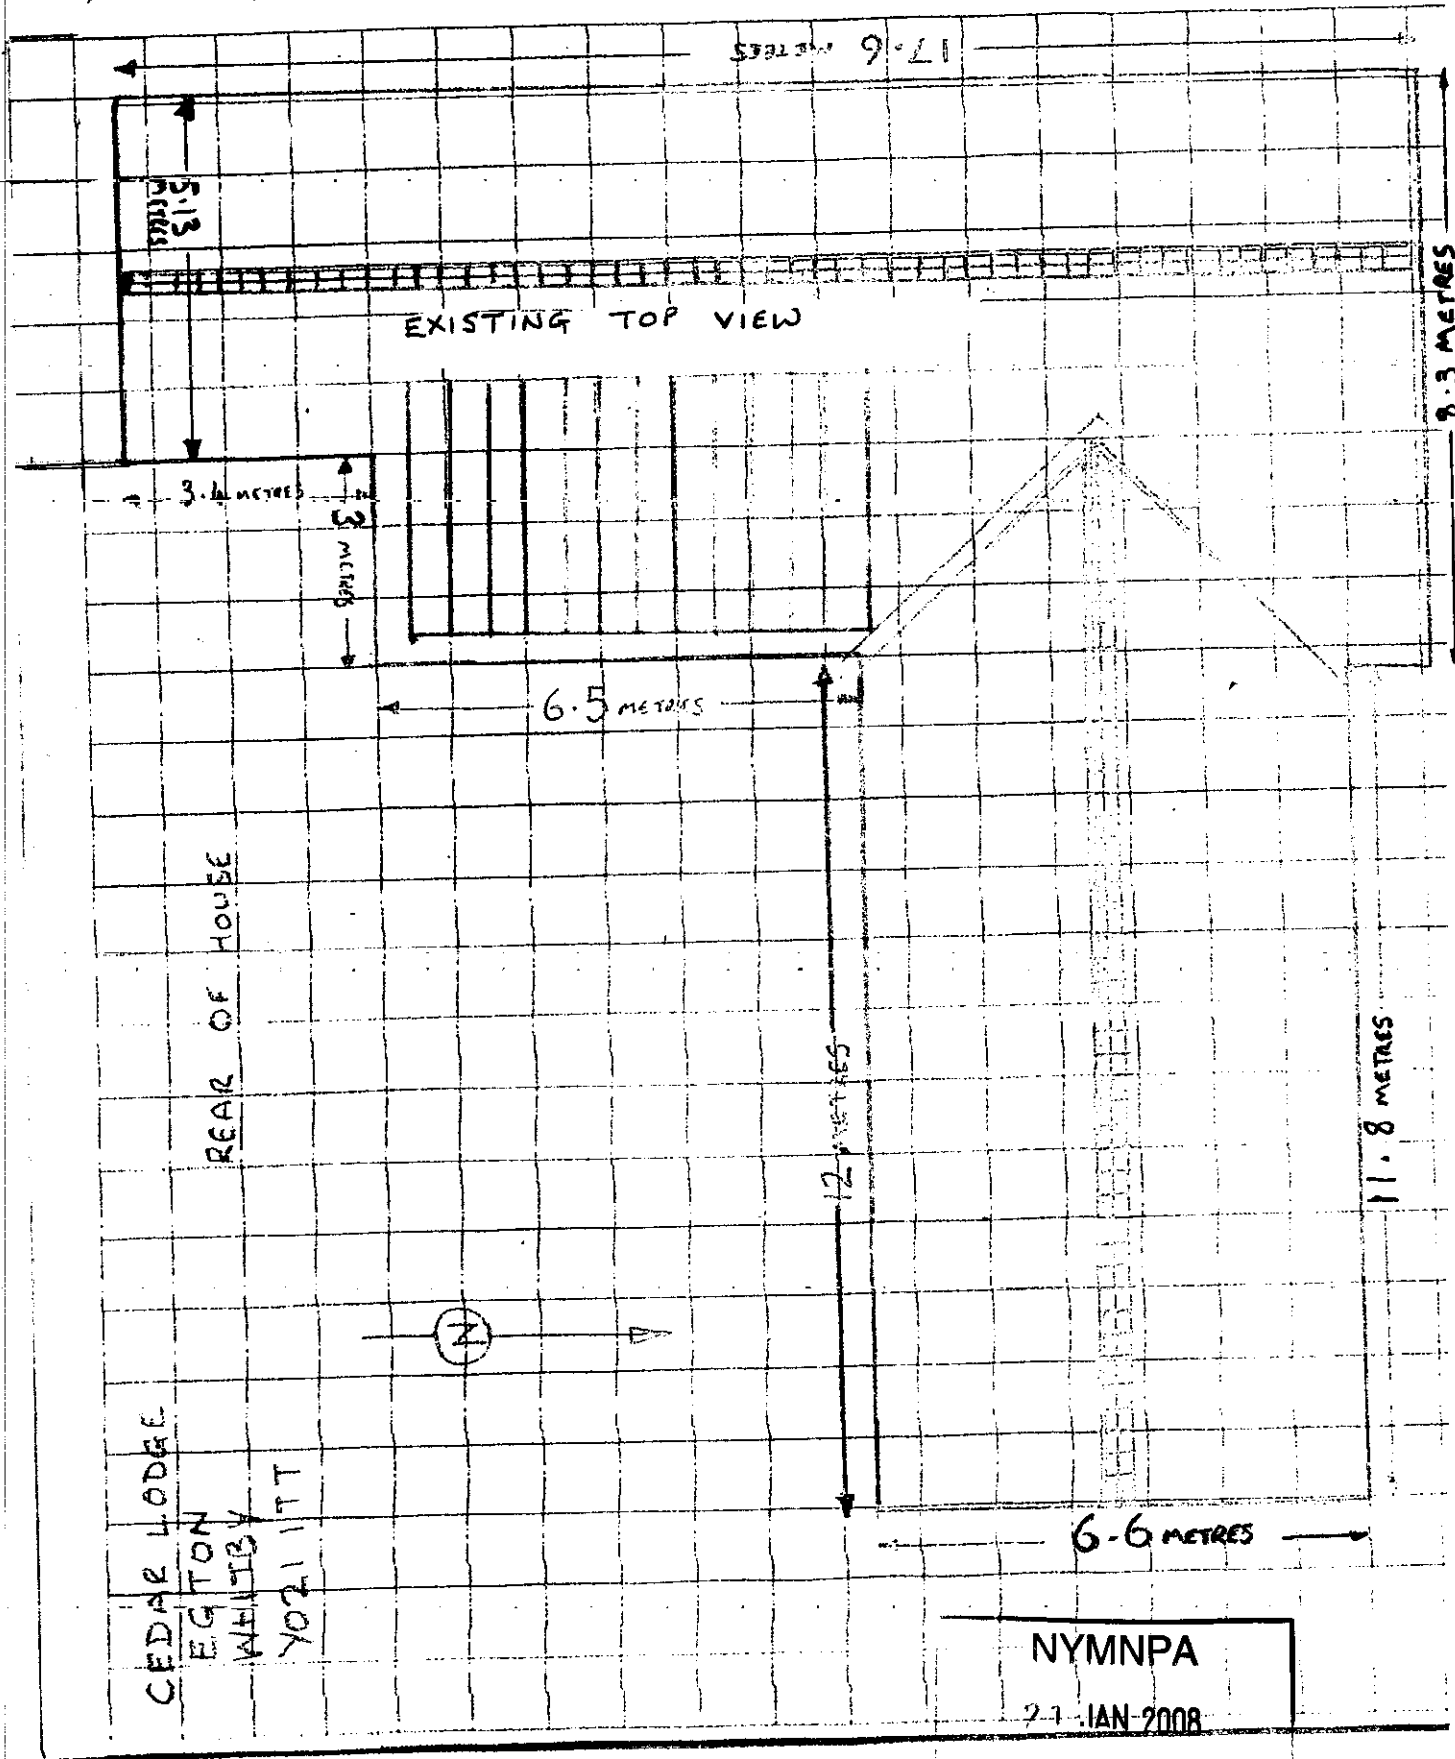 17.6 METRES
5.13
METRES
EXISTING TOP VIEW
8.3 METRES
3.4 METRES
3 METRES
6.5 METRES
REAR OF HOUSE
12 METRES
11.8 METRES
N
CEDAR LODGE
EGTON
WHITBY
YO21 1TT
6.6 METRES
NYMNPA
JAN 2008